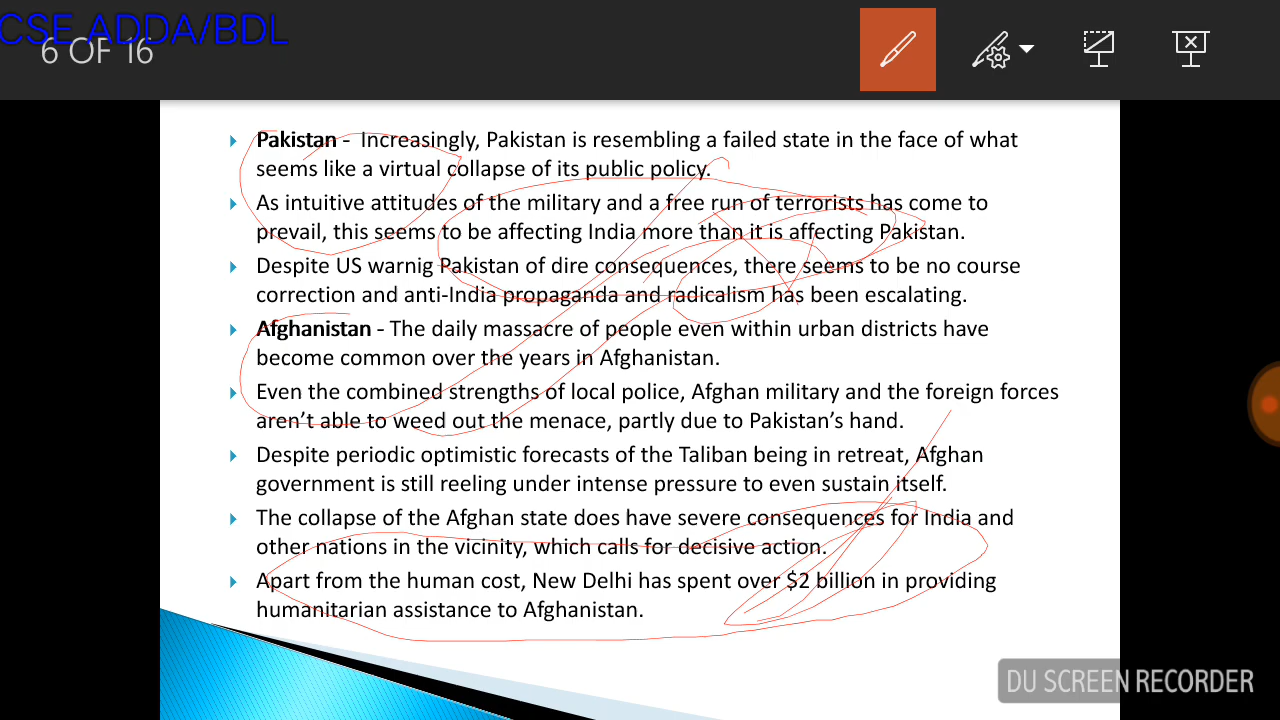 CSE ADDA/BDL
6 OF 16
Pakistan - Increasingly, Pakistan is resembling a failed state in the face of what
seems like a virtual collapse of its public policy.
As intuitive attitudes of the military and a free run of terrorists has come to
prevail, this seems to be affecting India more than it is affecting Pakistan.
Despite US warnig Pakistan of dire consequences, there seems to be no course
correction and anti-India propaganda and radicalism has been escalating.
Afghanistan - The daily massacre of people even within urban districts have
become common over the years in Afghanistan.
Even the combined strengths of local police, Afghan military and the foreign forces
aren't able to weed out the menace, partly due to Pakistan's hand.
Despite periodic optimistic forecasts of the Taliban being in retreat, Afghan
government is still reeling under intense pressure to even sustain itself.
The collapse of the Afghan state does have severe consequences for India and
other nations in the vicinity, which calls for decisive action.
Apart from the human cost, New Delhi has spent over $2 billion in providing
humanitarian assistance to Afghanistan.
DU SCREEN RECORDER